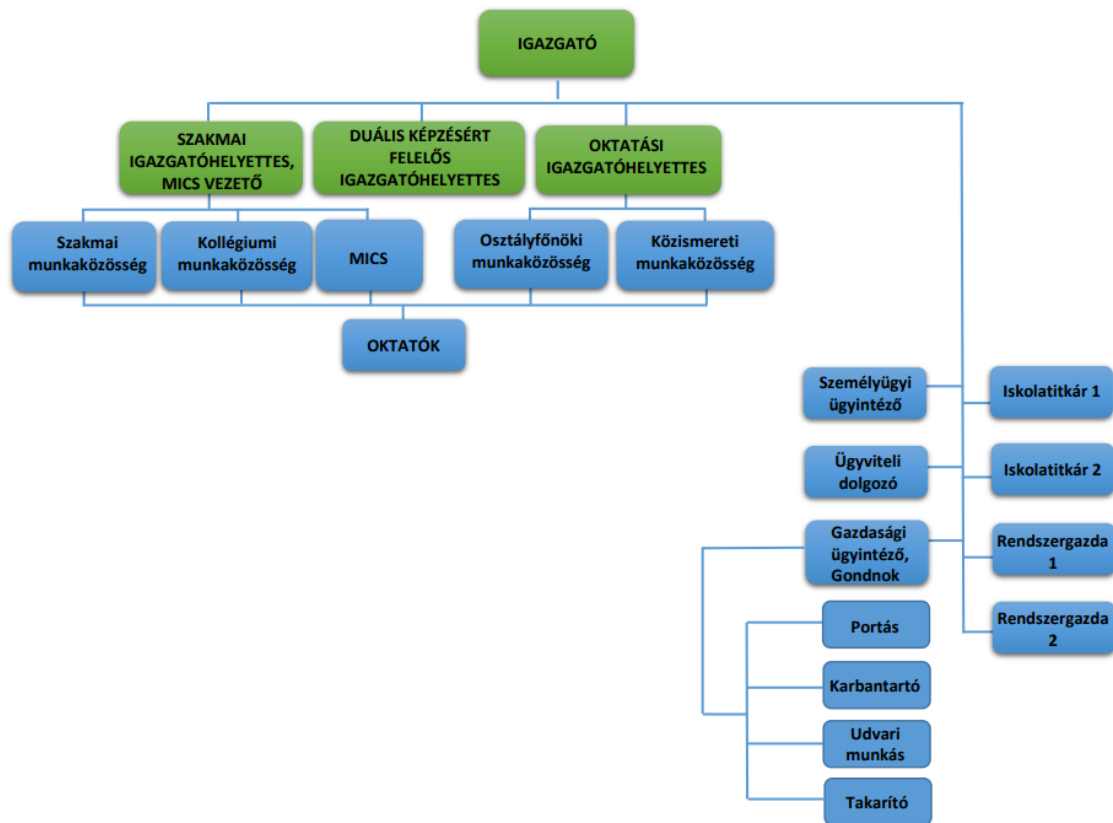 IGAZGATÓ
SZAKMAI
IGAZGATÓHELYETTES,
MICS VEZETŐ
DUÁLIS KÉPZÉSÉRT
FELELŐS
IGAZGATÓHELYETTES
OKTATÁSI
IGAZGATÓHELYETTES
Szakmai
munkaközösség
Kollégiumi
munkaközösség
MICS
Osztályfőnöki
munkaközösség
Közismereti
munkaközösség
OKTATÓK
Személyügyi
ügyintéző
Iskolatitkár 1
Ügyviteli
dolgozó
Iskolatitkár 2
Gazdasági
ügyintéző,
Gondnok
Rendszergazda
1
Portás
Rendszergazda
2
Karbantartó
Udvari
munkás
Takarító